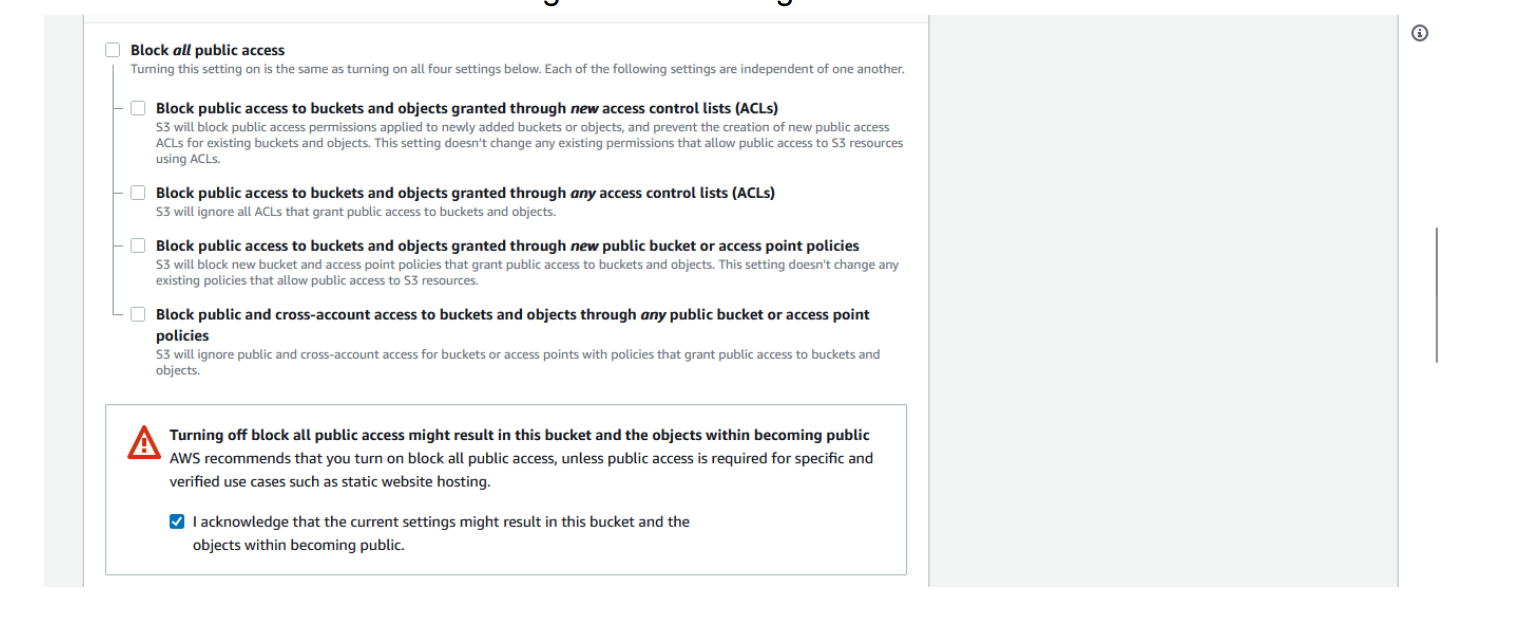 Block all public access
Turning this setting on is the same as turning on all four settings below. Each of the following settings are independent of one another.
Block public access to buckets and objects granted through new access control lists (ACLs)
S3 will block public access permissions applied to newly added buckets or objects, and prevent the creation of new public access
ACLs for existing buckets and objects. This setting doesn't change any existing permissions that allow public access to S3 resources
using ACLs.
Block public access to buckets and objects granted through any access control lists (ACLs)
S3 will ignore all ACLs that grant public access to buckets and objects.
Block public access to buckets and objects granted through new public bucket or access point policies
S3 will block new bucket and access point policies that grant public access to buckets and objects. This setting doesn't change any
existing policies that allow public access to S3 resources.
Block public and cross-account access to buckets and objects through any public bucket or access point
policies
S3 will ignore public and cross-account access for buckets or access points with policies that grant public access to buckets and
objects.
Turning off block all public access might result in this bucket and the objects within becoming public
AWS recommends that you turn on block all public access, unless public access is required for specific and
verified use cases such as static website hosting.
I acknowledge that the current settings might result in this bucket and the
objects within becoming public.